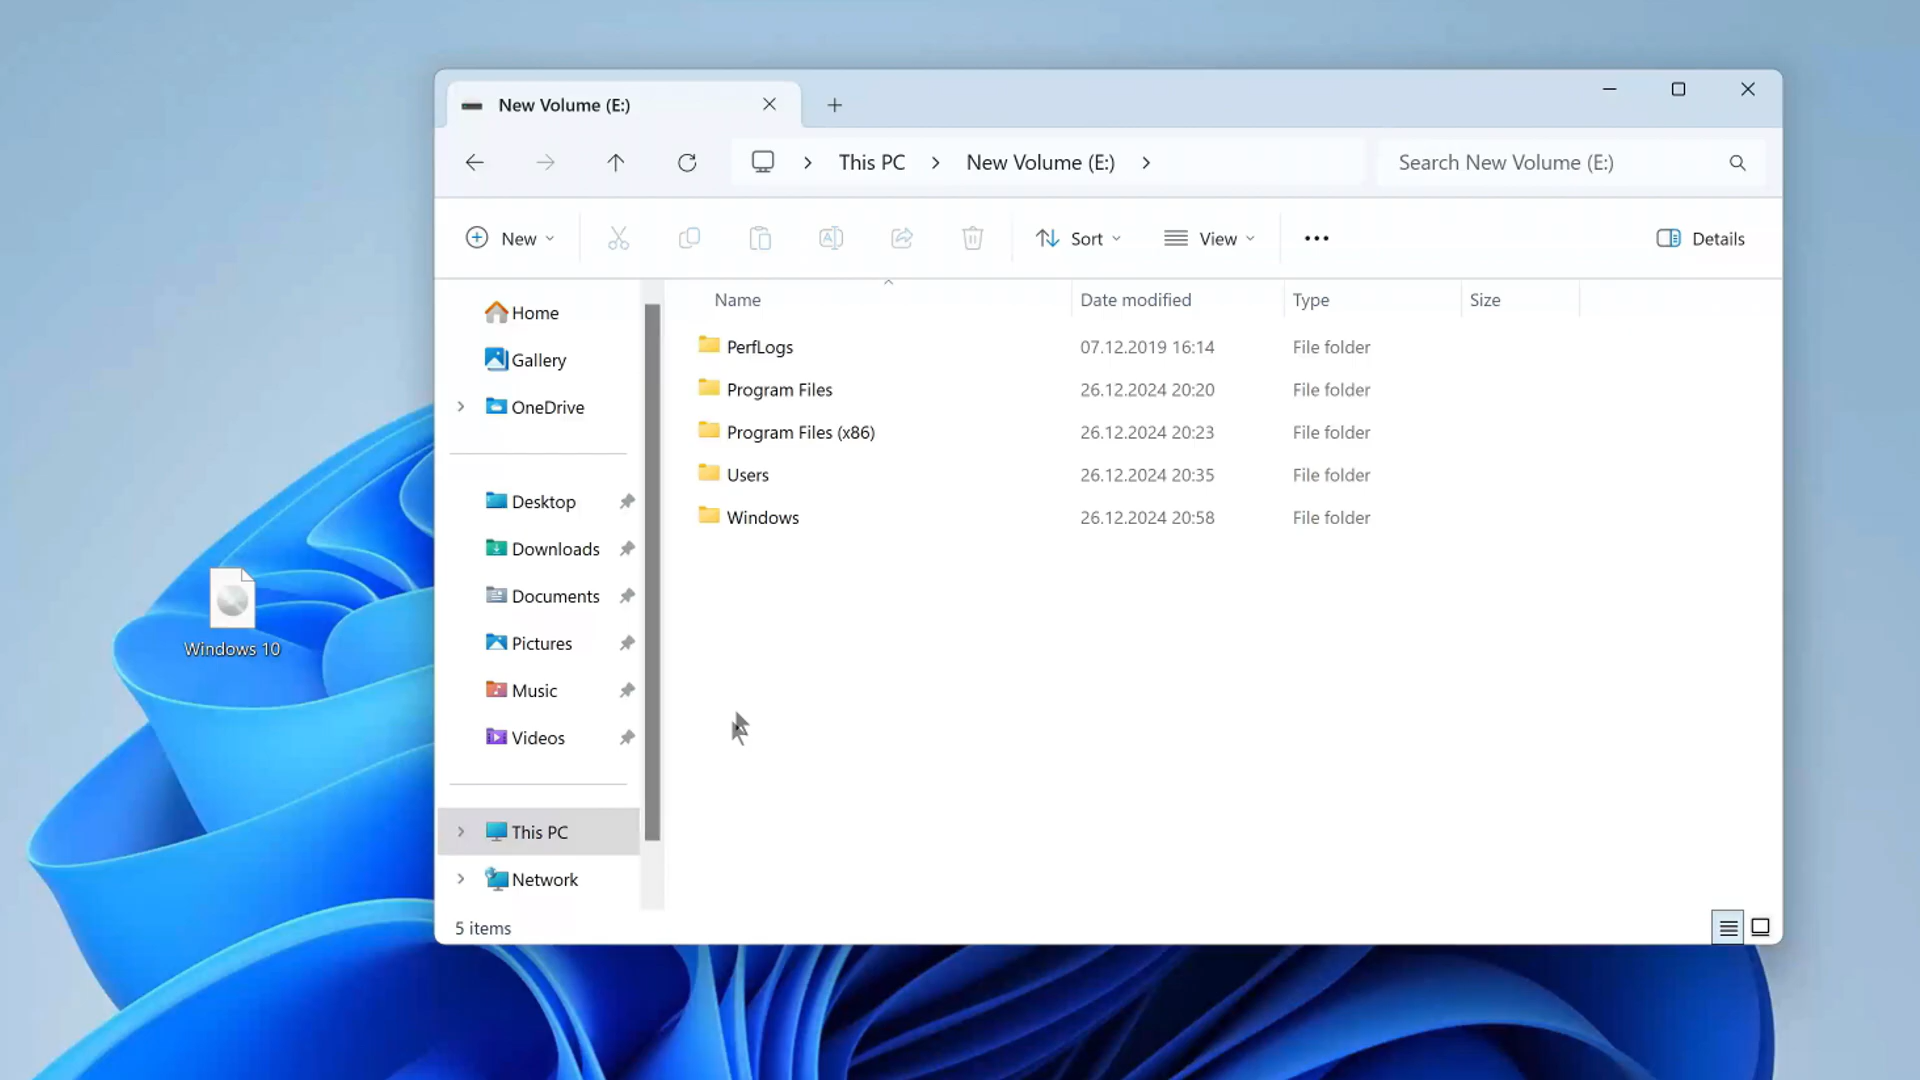 New Volume (E:)
This PC > New Volume (E:) >
Search New Volume (E:)
New
Sort
View
Details
Name Date modified Type Size
Home
Gallery
OneDrive
Desktop
Downloads
Documents
Pictures
Music
Videos
This PC
Network
PerfLogs 07.12.2019 16:14 File folder
Program Files 26.12.2024 20:20 File folder
Program Files (x86) 26.12.2024 20:23 File folder
Users 26.12.2024 20:35 File folder
Windows 26.12.2024 20:58 File folder
5 items
Windows 10